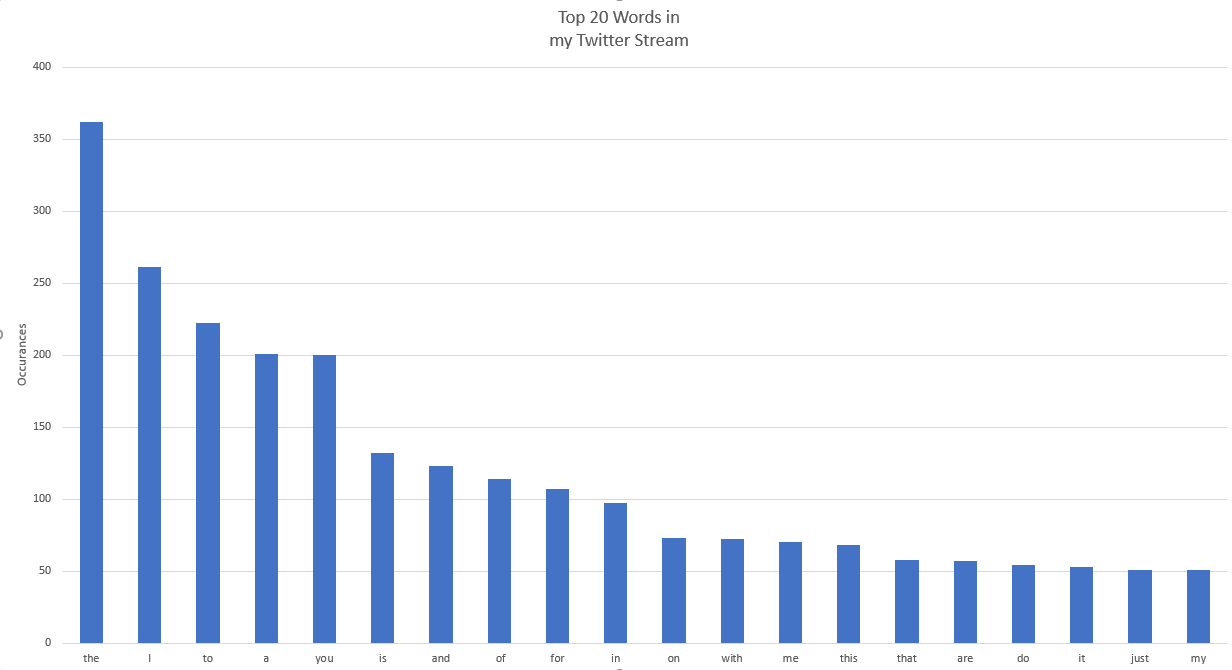 Top 20 Words in
my Twitter Stream
400
350
300
250
200
150
100
50
0
Occurances
the I to a you is and of for in on with me this that are do it just my